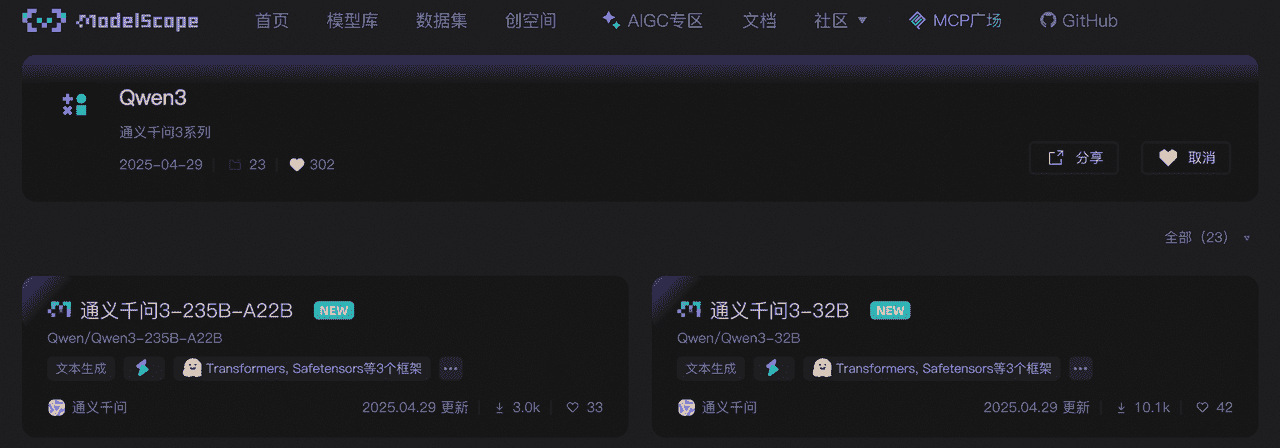 ModelScope 首页 模型库 数据集 创空间 AIGC专区 文档 社区 MCP广场 GitHub
Qwen3
通义千问3系列
2025-04-29 23 302
分享 取消
全部（23）
通义千问3-235B-A22B NEW
Qwen/Qwen3-235B-A22B
文本生成 Transformers, Safetensors等3个框架 ...
通义千问 2025.04.29 更新 3.0k 33
通义千问3-32B NEW
Qwen/Qwen3-32B
文本生成 Transformers, Safetensors等3个框架 ...
通义千问 2025.04.29 更新 10.1k 42